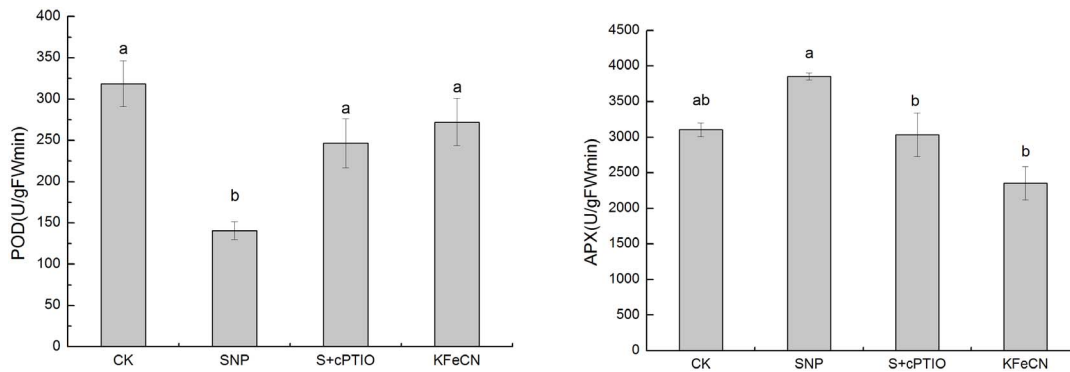 POD(U/gFWmin)
400
350
300
250
200
150
100
50
0
a
b
a
a
CK SNP S+cPTIO KFeCN
APX(U/gFWmin)
4500
4000
3500
3000
2500
2000
1500
1000
500
0
ab
a
b
b
CK SNP S+cPTIO KFeCN